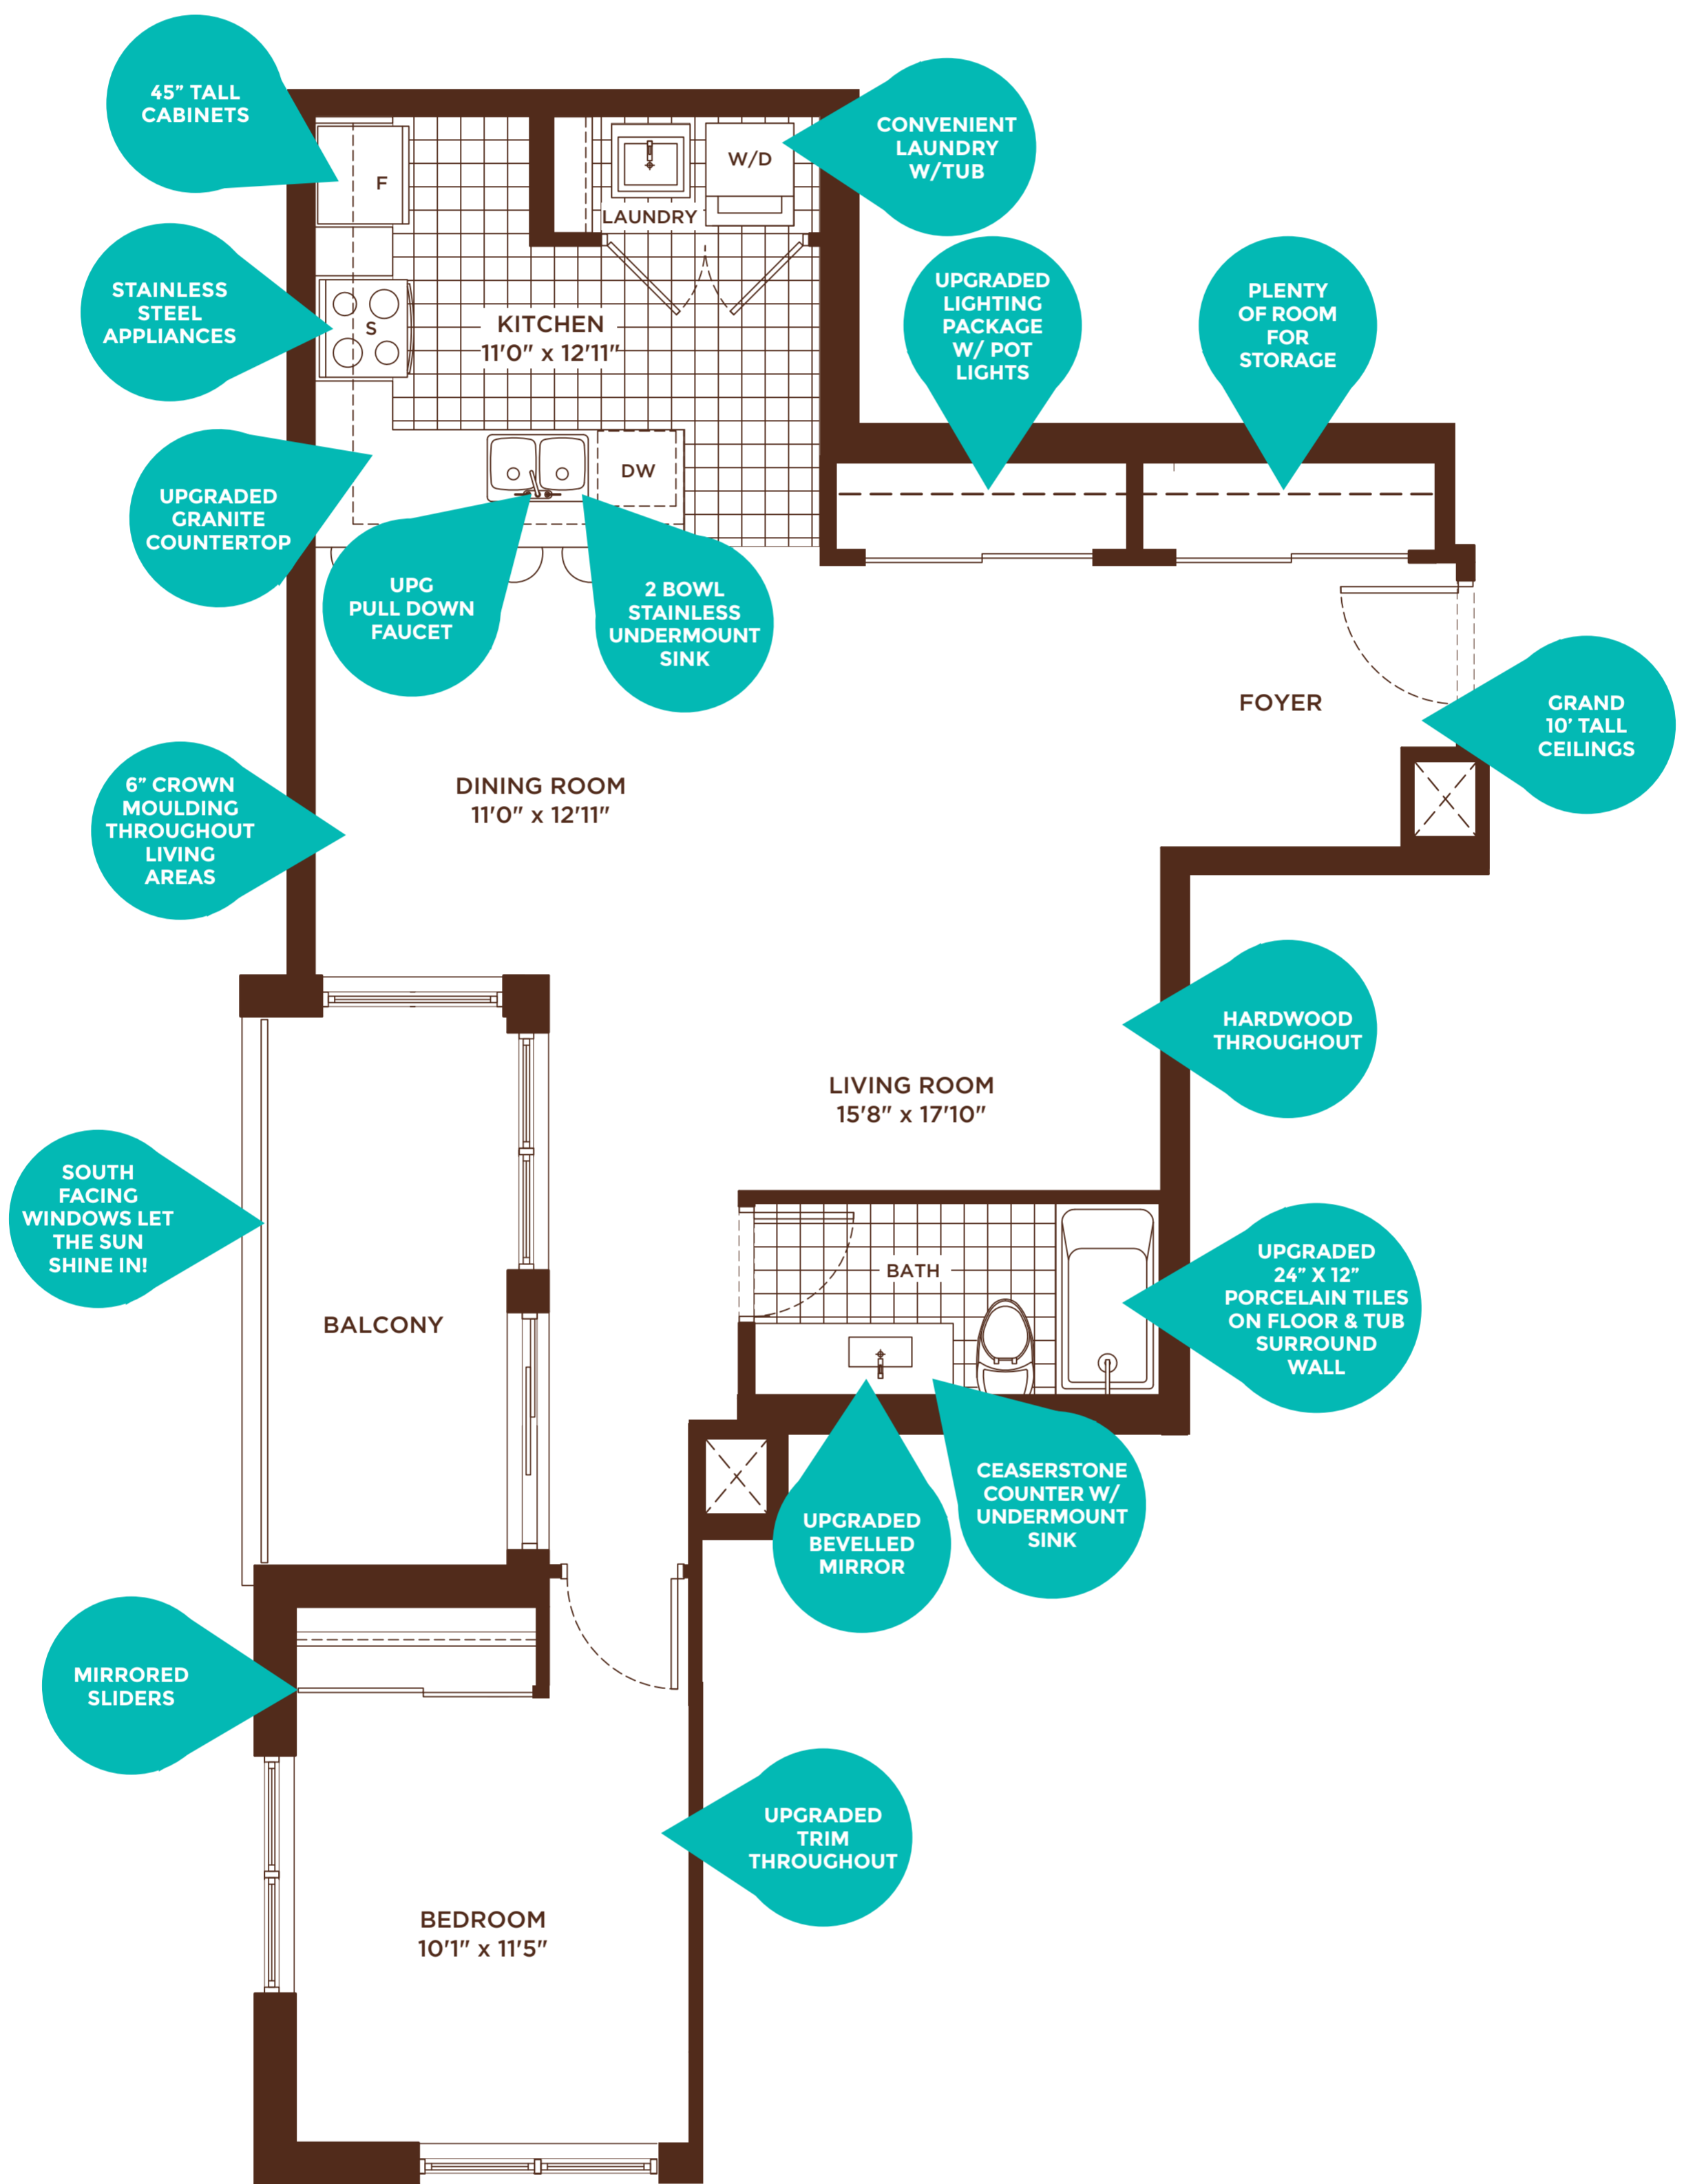 45” TALL
CABINETS
CONVENIENT
LAUNDRY
W/TUB
F
W/D
LAUNDRY
STAINLESS
STEEL
APPLIANCES
S
KITCHEN
11'0" x 12'11"
UPGRADED
LIGHTING
PACKAGE
W/ POT
LIGHTS
PLENTY
OF ROOM
FOR
STORAGE
UPGRADED
GRANITE
COUNTERTOP
DW
UPG
PULL DOWN
FAUCET
2 BOWL
STAINLESS
UNDERMOUNT
SINK
FOYER
GRAND
10’ TALL
CEILINGS
6” CROWN
MOULDING
THROUGHOUT
LIVING
AREAS
DINING ROOM
11'0" x 12'11"
HARDWOOD
THROUGHOUT
LIVING ROOM
15'8" x 17'10"
SOUTH
FACING
WINDOWS LET
THE SUN
SHINE IN!
BALCONY
BATH
UPGRADED
24” X 12”
PORCELAIN TILES
ON FLOOR & TUB
SURROUND
WALL
UPGRADED
BEVELLED
MIRROR
CEASERSTONE
COUNTER W/
UNDERMOUNT
SINK
MIRRORED
SLIDERS
UPGRADED
TRIM
THROUGHOUT
BEDROOM
10'1" x 11'5"